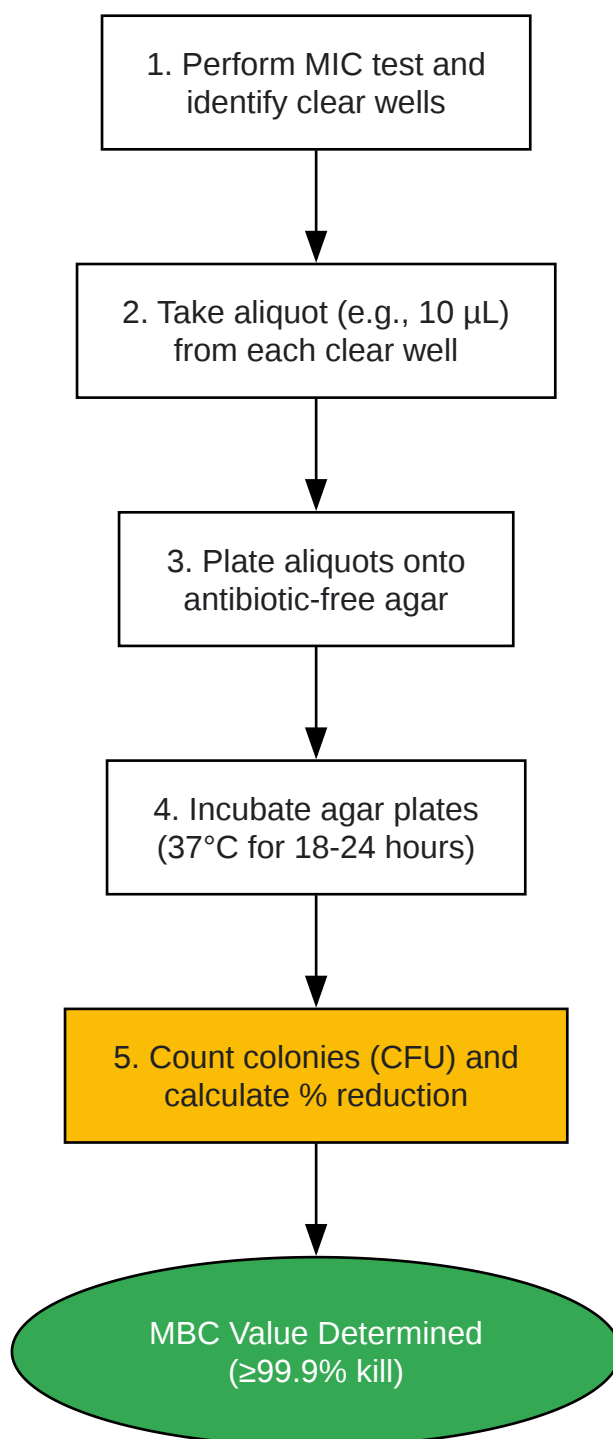 1. Perform MIC test and
identify clear wells
2. Take aliquot (e.g., 10 µL)
from each clear well
3. Plate aliquots onto
antibiotic-free agar
4. Incubate agar plates
(37°C for 18-24 hours)
5. Count colonies (CFU) and
calculate % reduction
MBC Value Determined
(≥99.9% kill)